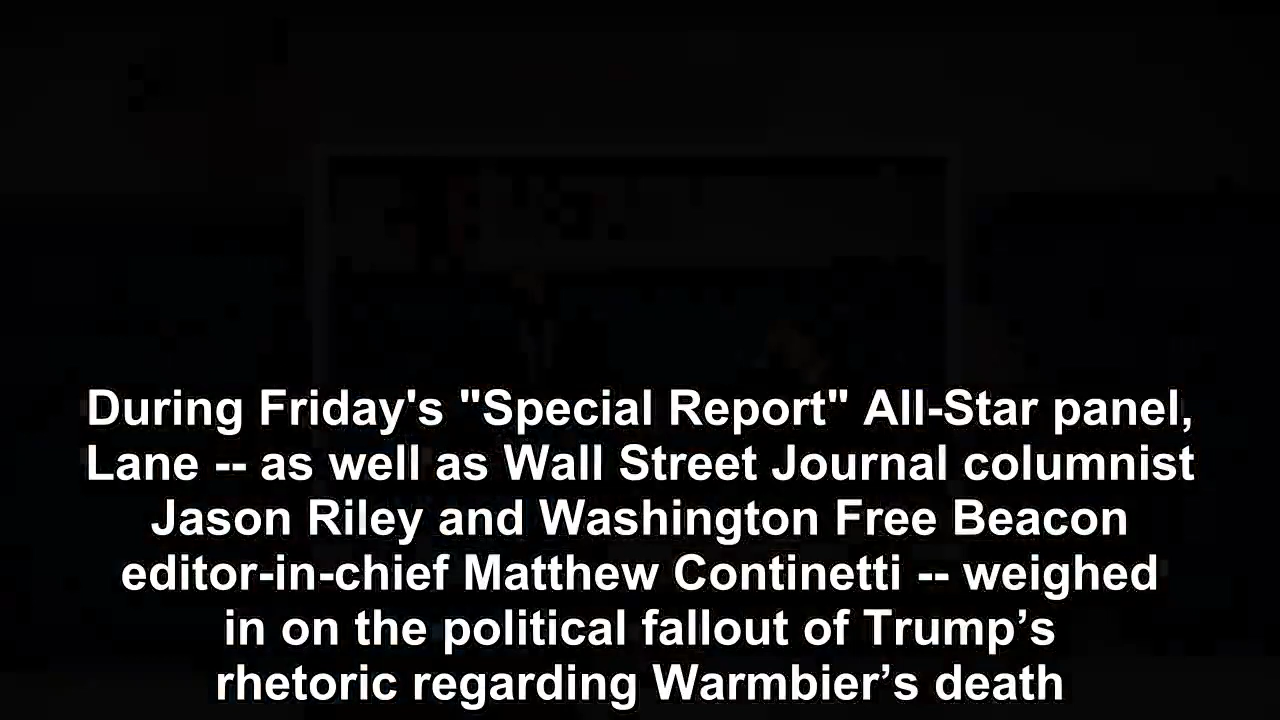 During Friday's "Special Report" All-Star panel,
Lane -- as well as Wall Street Journal columnist
Jason Riley and Washington Free Beacon
editor-in-chief Matthew Continetti -- weighed
in on the political fallout of Trump’s
rhetoric regarding Warmbier’s death